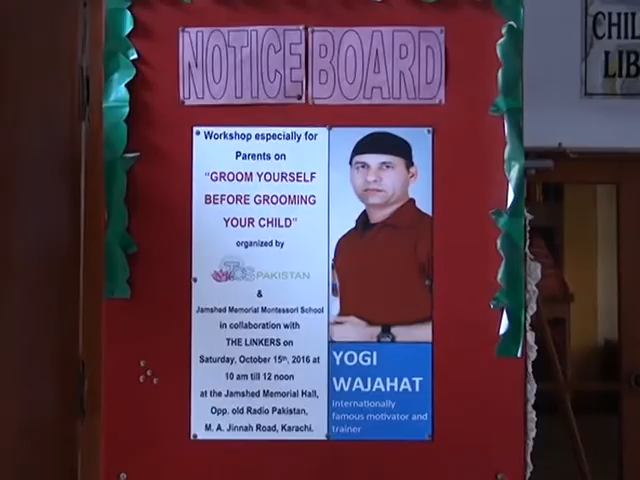 NOTICE BOARD
Workshop especially for
Parents on
"GROOM YOURSELF
BEFORE GROOMING
YOUR CHILD"
organized by
PAKISTAN
&
Jamshed Memorial Montessori School
in collaboration with
THE LINKERS on
Saturday, October 15th, 2016 at
10 am till 12 noon
at the Jamshed Memorial Hall,
Opp. old Radio Pakistan,
M. A. Jinnah Road, Karachi.
YOGI
WAJAHAT
Internationally
famous motivator and
trainer
CHIL
LIB